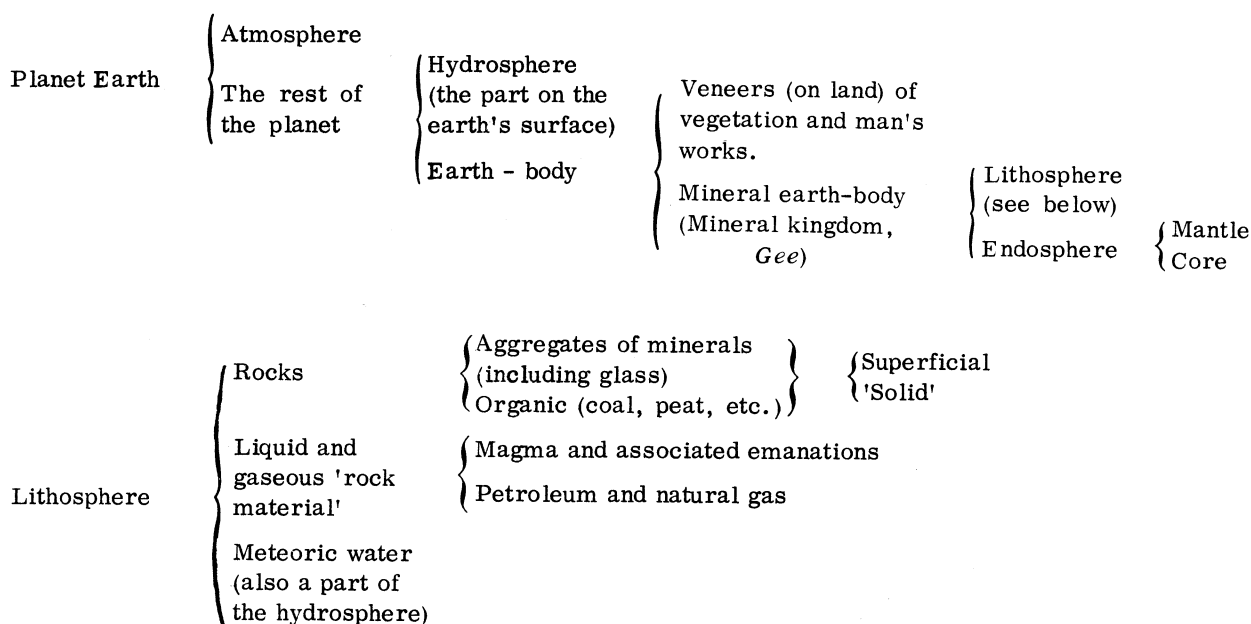 Planet Earth
Atmosphere
The rest of
the planet
Hydrosphere
(the part on the
earth's surface)
Earth - body
Veneers (on land) of
vegetation and man's
works.
Mineral earth-body
(Mineral kingdom,
Gee)
Lithosphere
(see below)
Endosphere
Mantle
Core
Lithosphere
Rocks
Aggregates of minerals
(including glass)
Organic (coal, peat, etc.)
Superficial
'Solid'
Liquid and
gaseous 'rock
material'
Magma and associated emanations
Petroleum and natural gas
Meteoric water
(also a part of
the hydrosphere)